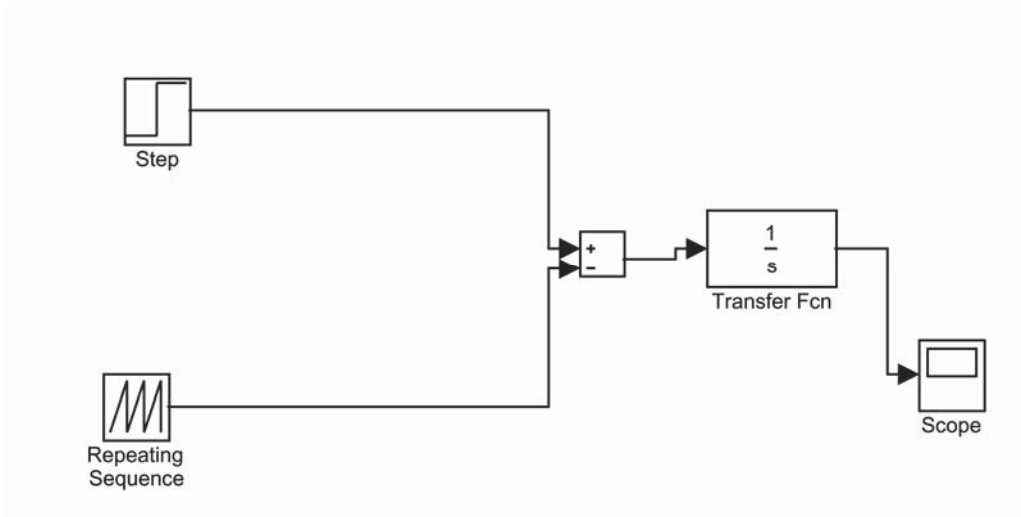 Step
+
−
1
s
Transfer Fcn
Scope
Repeating
Sequence